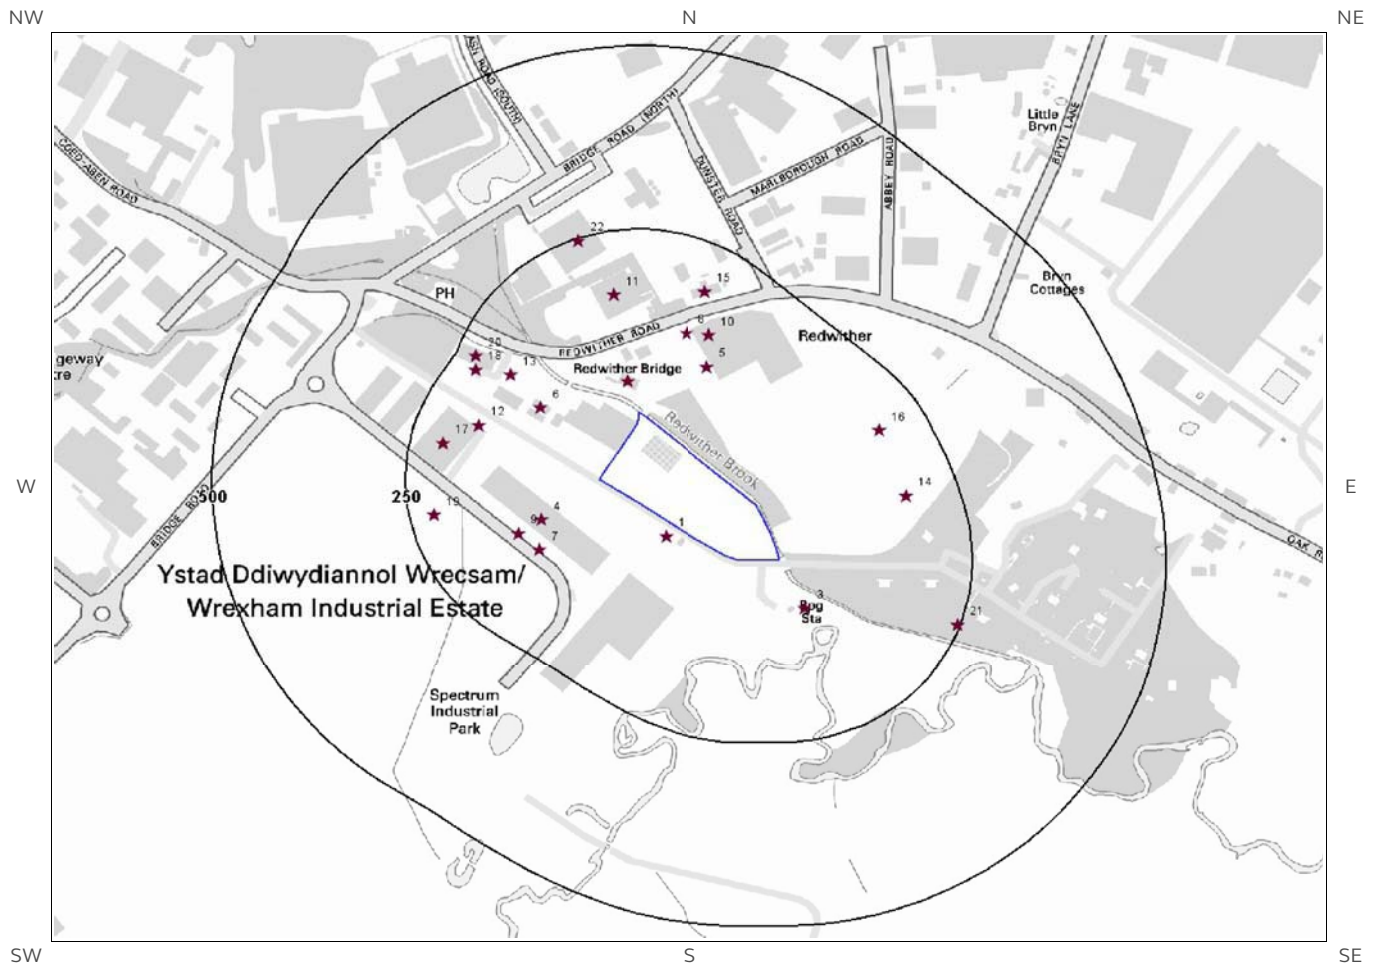 NW
N
NE
ASH ROAD (SOUTH)
BRIDGE ROAD (NORTH)
COED-ABEN ROAD
DUNSTER ROAD
MARLBOROUGH ROAD
ABBEY ROAD
Little
Bryn
BRYN LANE
22
11
15
PH
Bryn
Cottages
8
10
REDWITHER ROAD
Redwither
geway
tre
20
18
13
Redwither Bridge
5
6
12
17
Redwither Brook
16
W
500
250
14
E
19
4
9
7
1
BRIDGE ROAD
OAK R
Ystad Ddiwydiannol Wrecsam/
Wrexham Industrial Estate
3
Sta
21
Spectrum
Industrial
Park
SW
S
SE